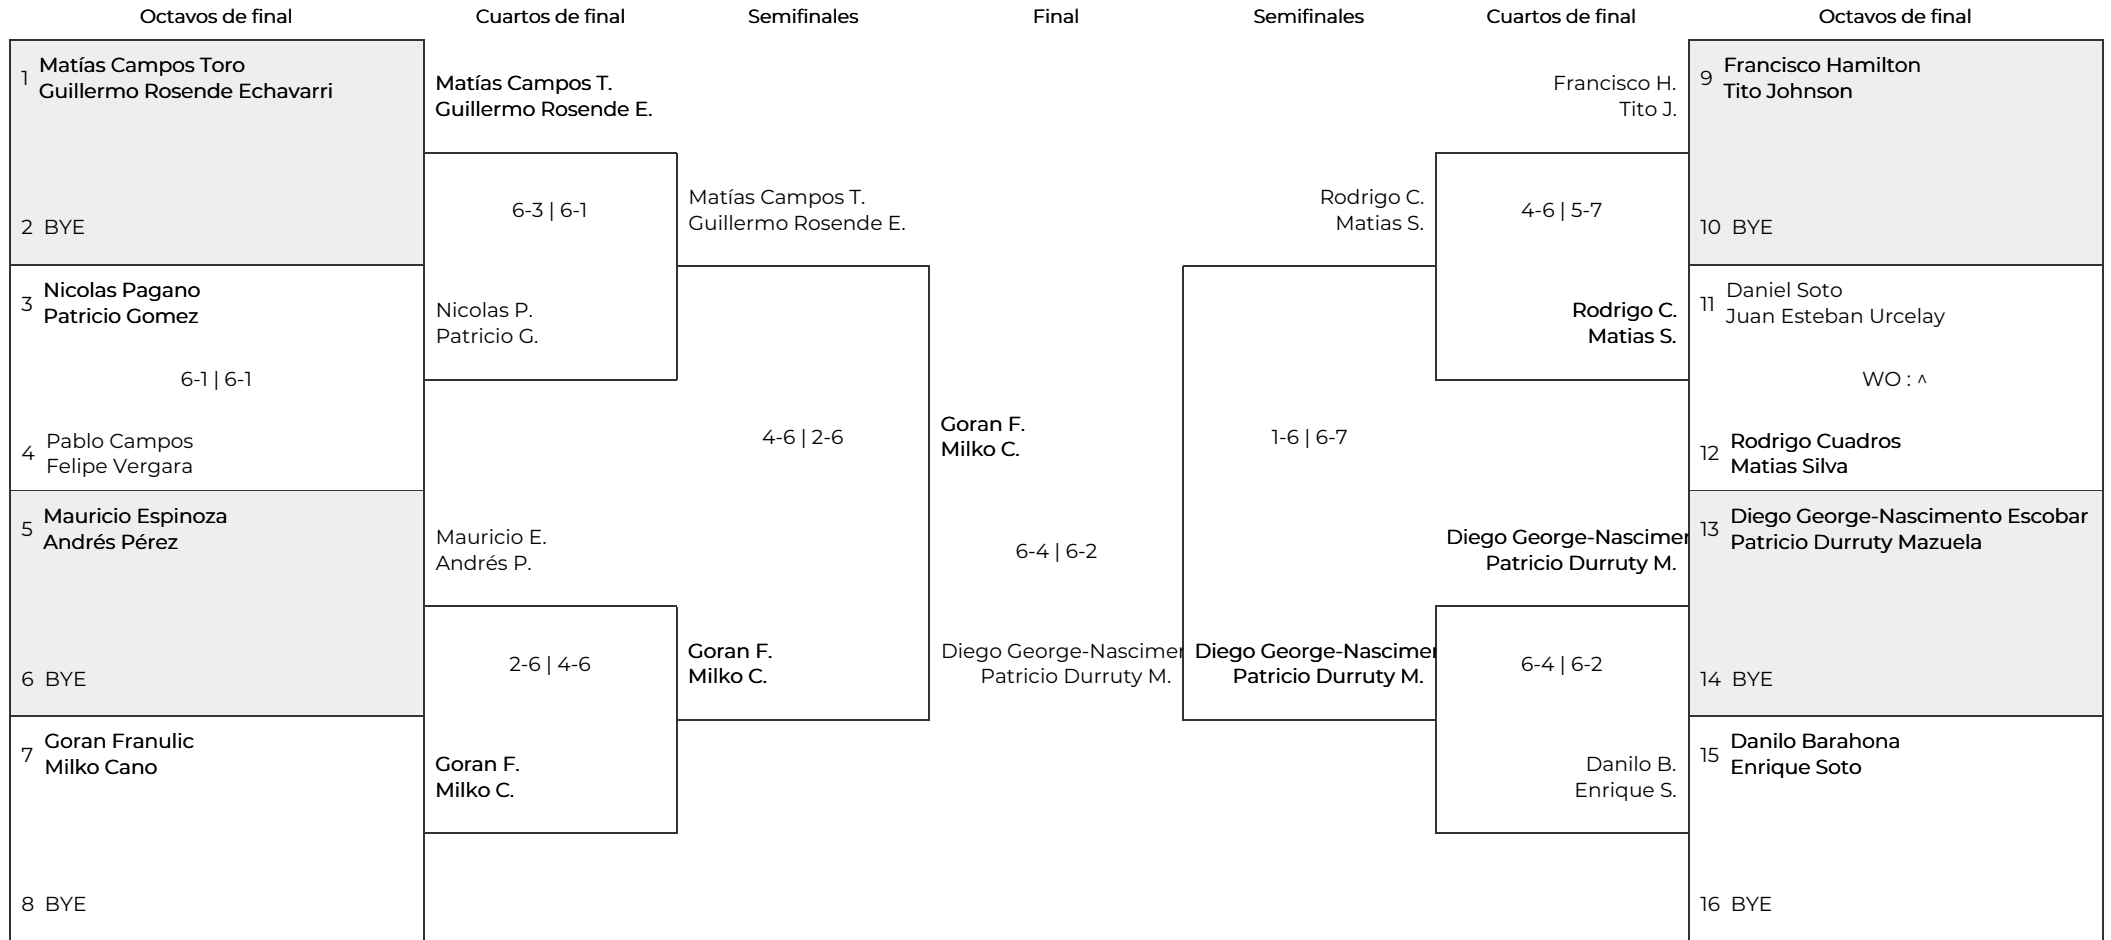 Octavos de final
Cuartos de final
Semifinales
Final
Semifinales
Cuartos de final
Octavos de final
1
Matías Campos Toro
Guillermo Rosende Echavarri
2 BYE
3
Nicolas Pagano
Patricio Gomez
6-1 | 6-1
4
Pablo Campos
Felipe Vergara
5
Mauricio Espinoza
Andrés Pérez
6 BYE
7
Goran Franulic
Milko Cano
8 BYE
Matías Campos T.
Guillermo Rosende E.
6-3 | 6-1
Nicolas P.
Patricio G.
Mauricio E.
Andrés P.
2-6 | 4-6
Goran F.
Milko C.
Matías Campos T.
Guillermo Rosende E.
4-6 | 2-6
Goran F.
Milko C.
Goran F.
Milko C.
6-4 | 6-2
Diego George-Nascimen
Patricio Durruty M.
Rodrigo C.
Matias S.
1-6 | 6-7
Diego George-Nascimen
Patricio Durruty M.
Francisco H.
Tito J.
4-6 | 5-7
Rodrigo C.
Matias S.
Diego George-Nascimen
Patricio Durruty M.
6-4 | 6-2
Danilo B.
Enrique S.
9
Francisco Hamilton
Tito Johnson
10 BYE
11
Daniel Soto
Juan Esteban Urcelay
WO : ^
12
Rodrigo Cuadros
Matias Silva
13
Diego George-Nascimento Escobar
Patricio Durruty Mazuela
14 BYE
15
Danilo Barahona
Enrique Soto
16 BYE